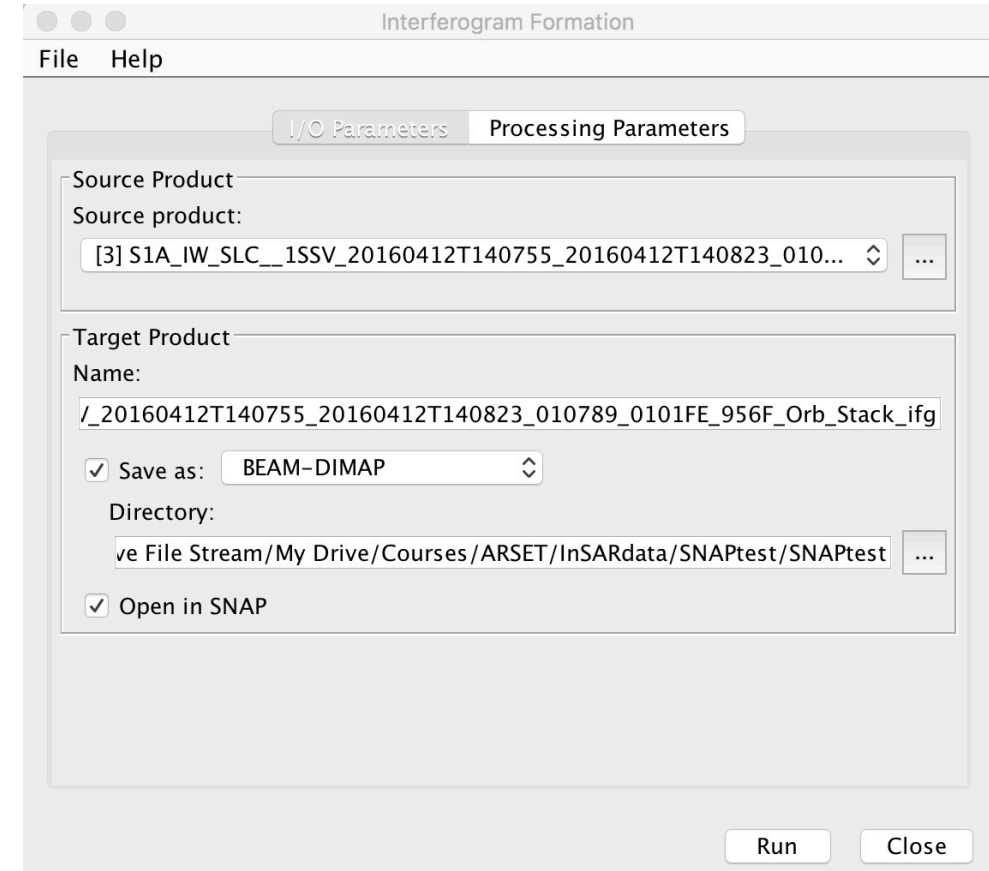 Interferogram Formation
File Help
I/O Parameters Processing Parameters
Source Product
Source product:
[3] S1A_IW_SLC__1SSV_20160412T140755_20160412T140823_010... ...
Target Product
Name:
/_20160412T140755_20160412T140823_010789_0101FE_956F_Orb_Stack_ifg
Save as: BEAM-DIMAP
Directory:
ve File Stream/My Drive/Courses/ARSET/InSARdata/SNAPtest/SNAPtest ...
Open in SNAP
Run Close